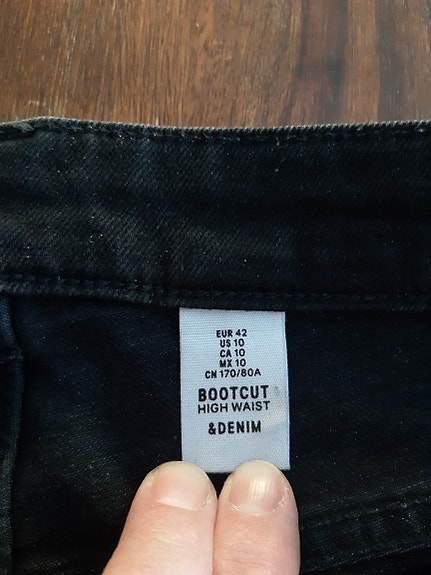 EUR 42
US 10
CA 10
MX 10
CN 170/80A
BOOTCUT
HIGH WAIST
&DENIM